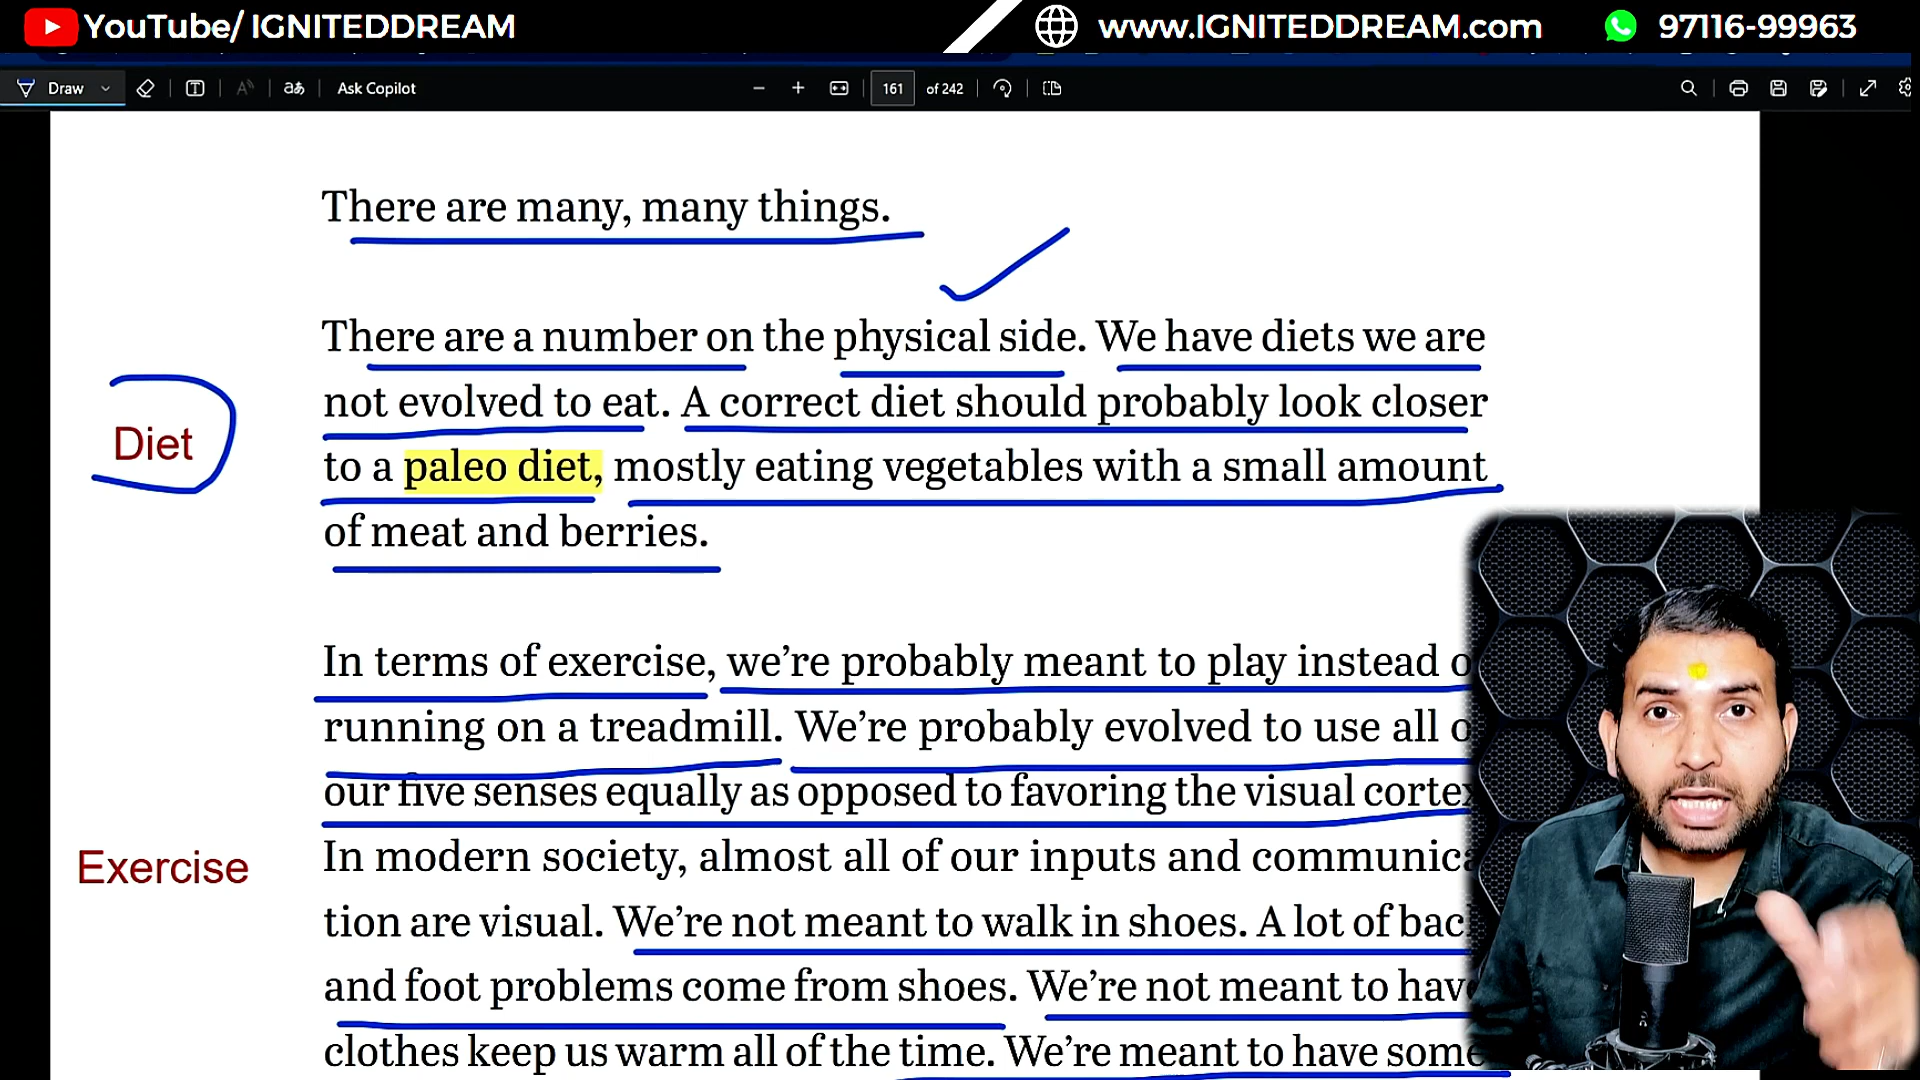 YouTube/ IGNITEDDREAM
www.IGNITEDDREAM.com
97116-99963
Draw
aあ
Ask Copilot
161 of 242
There are many, many things.
There are a number on the physical side. We have diets we are
not evolved to eat. A correct diet should probably look closer
Diet
to a paleo diet, mostly eating vegetables with a small amount
of meat and berries.
In terms of exercise, we're probably meant to play instead
running on a treadmill. We're probably evolved to use all
our five senses equally as opposed to favoring the visual
Exercise
In modern society, almost all of our inputs and communica
tion are visual. We're not meant to walk in shoes. A lot of
and foot problems come from shoes. We're not meant to have
clothes keep us warm all of the time. We're meant to have some